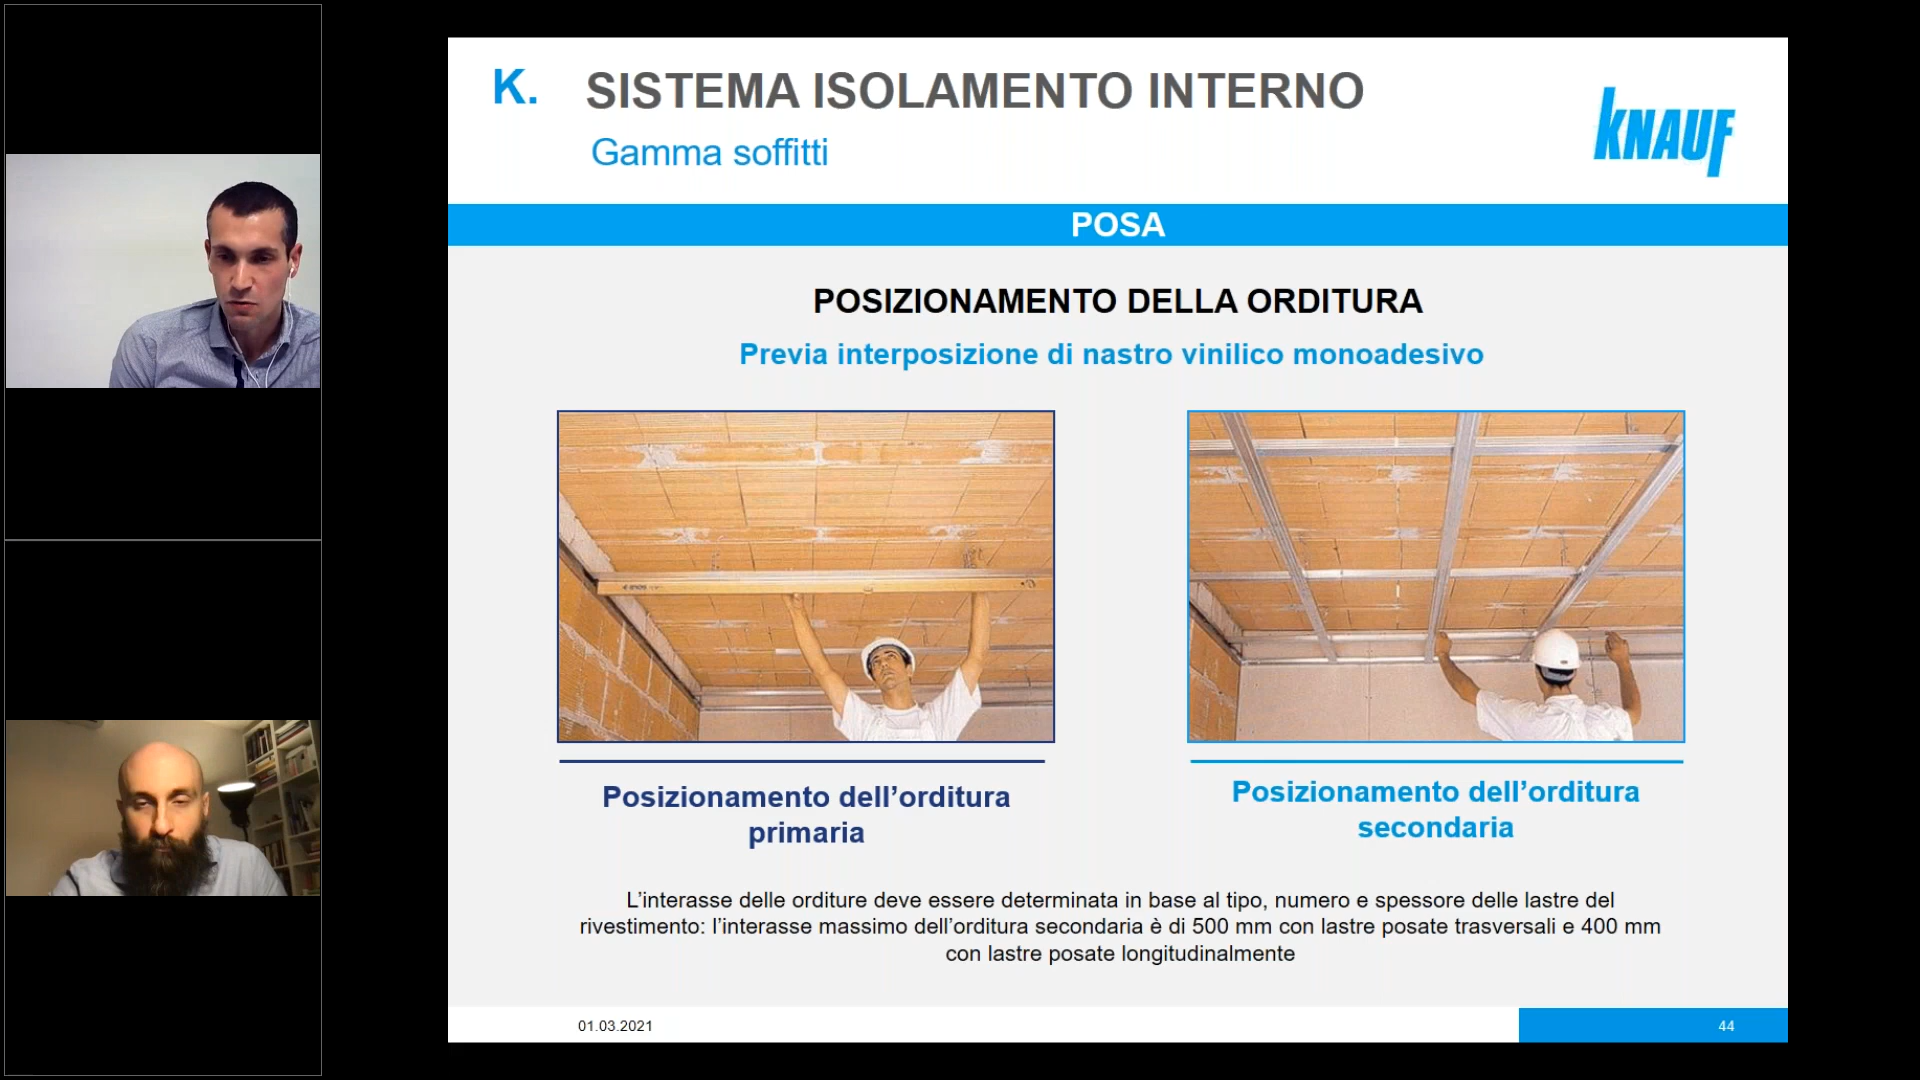 K. SISTEMA ISOLAMENTO INTERNO
Gamma soffitti
KNAUF
POSA
POSIZIONAMENTO DELLA ORDITURA
Previa interposizione di nastro vinilico monoadesivo
Posizionamento dell’orditura
primaria
Posizionamento dell’orditura
secondaria
L’interasse delle orditure deve essere determinata in base al tipo, numero e spessore delle lastre del
rivestimento: l’interasse massimo dell’orditura secondaria è di 500 mm con lastre posate trasversali e 400 mm
con lastre posate longitudinalmente
01.03.2021
44